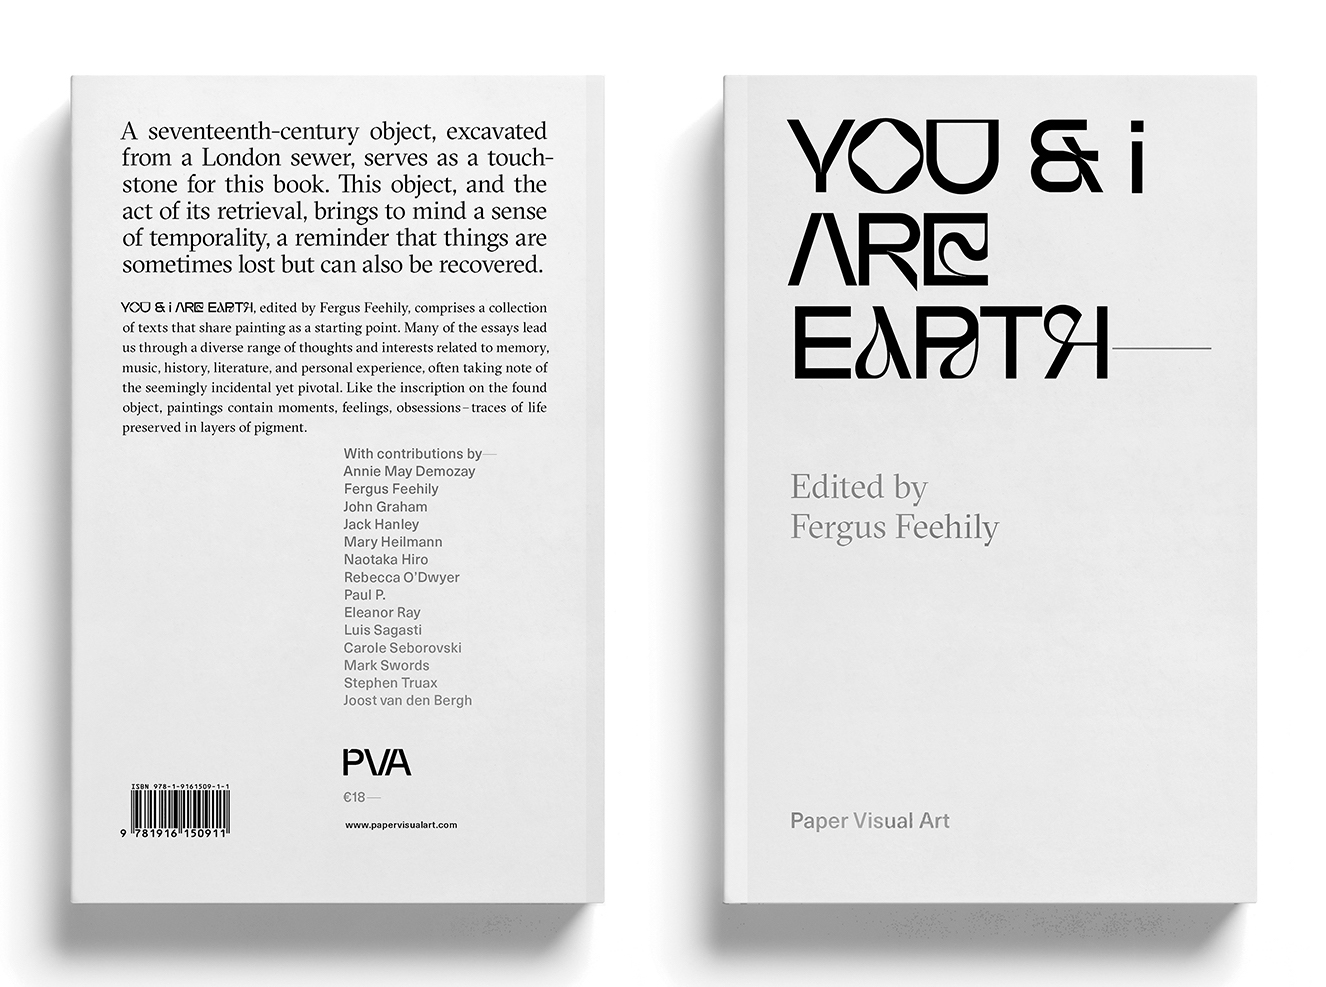 A seventeenth-century object, excavated
from a London sewer, serves as a touch-
stone for this book. This object, and the
act of its retrieval, brings to mind a sense
of temporality, a reminder that things are
sometimes lost but can also be recovered.
YOU & i ARE EARTH, edited by Fergus Feehily, comprises a collection
of texts that share painting as a starting point. Many of the essays lead
us through a diverse range of thoughts and interests related to memory,
music, history, literature, and personal experience, often taking note of
the seemingly incidental yet pivotal. Like the inscription on the found
object, paintings contain moments, feelings, obsessions–traces of life
preserved in layers of pigment.
With contributions by—
Annie May Demozay
Fergus Feehily
John Graham
Jack Hanley
Mary Heilmann
Naotaka Hiro
Rebecca O'Dwyer
Paul P.
Eleanor Ray
Luis Sagasti
Carole Seborovski
Mark Swords
Stephen Truax
Joost van den Bergh
PVA
€18—
www.papervisualart.com
ISBN 978-1-9161509-1-1
9 781916 150911
YOU & i
ARE
EARTH—
Edited by
Fergus Feehily
Paper Visual Art